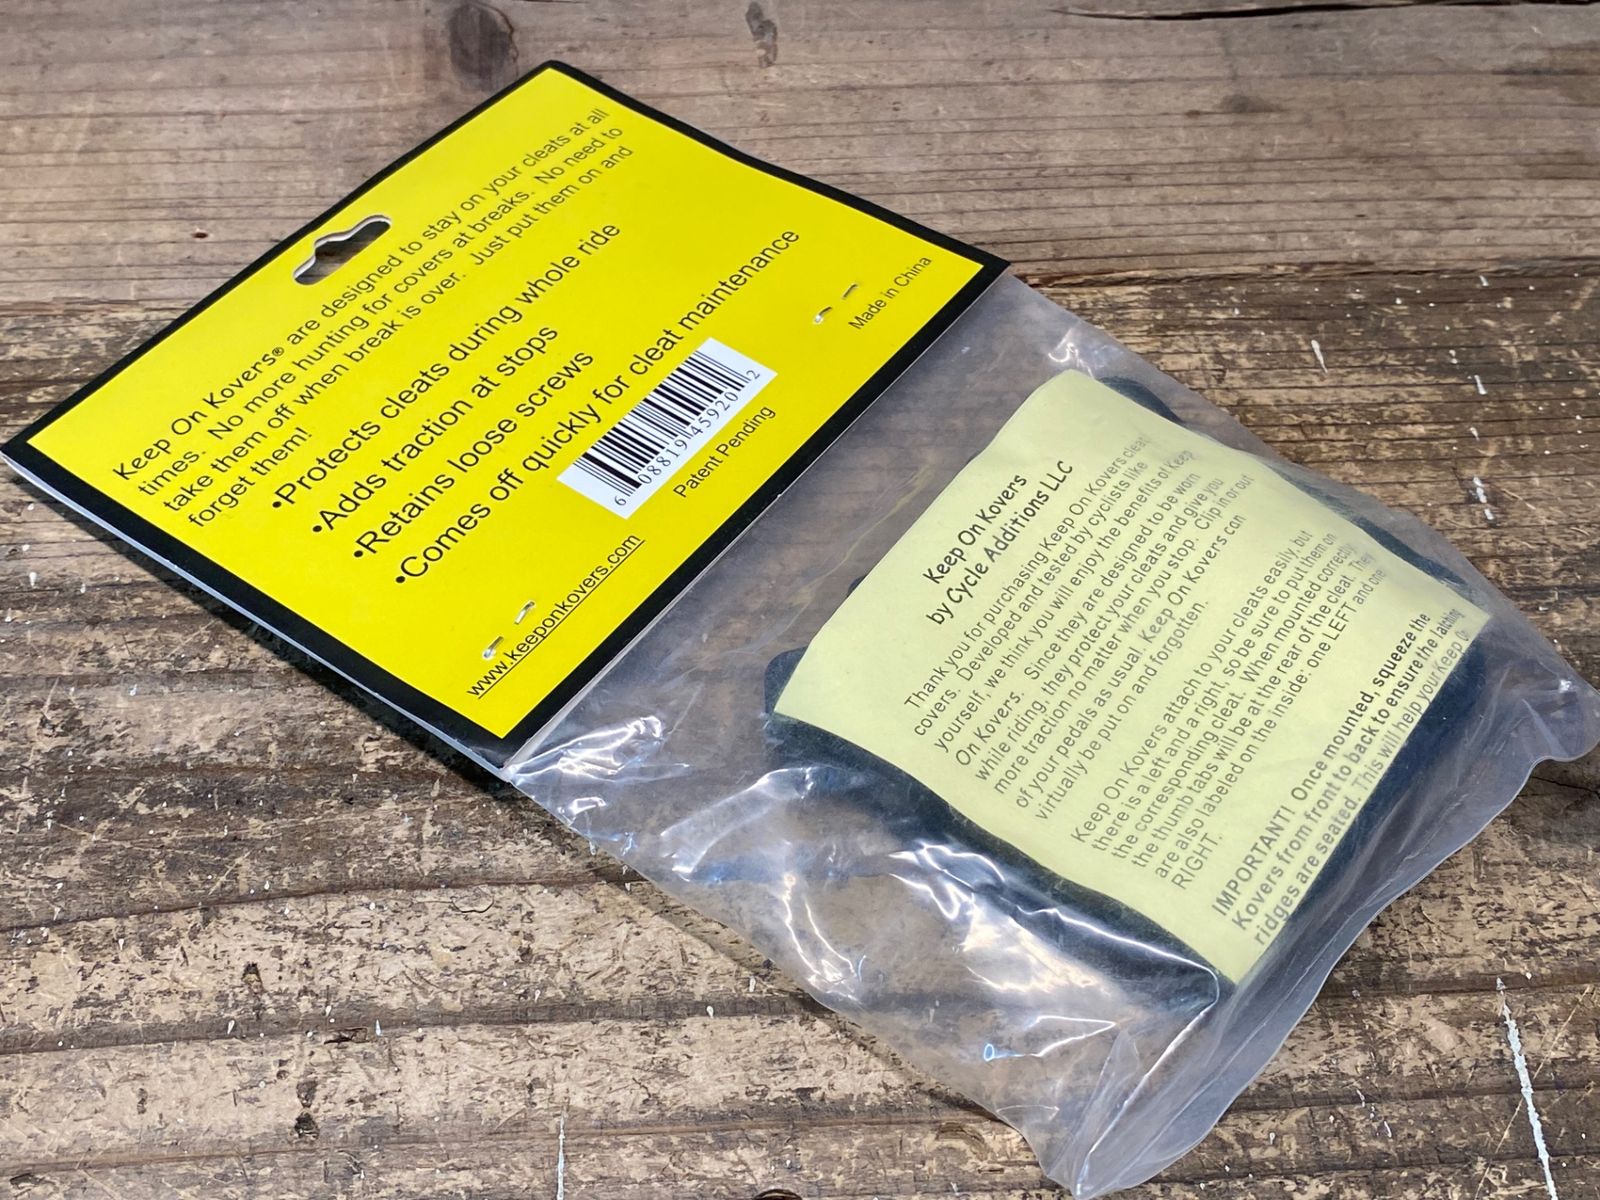 Keep On Kovers® are designed to stay on your cleats at all
times. No more hunting for covers at breaks. No need to
take them off when break is over. Just put them on and
forget them!
•Protects cleats during whole ride
•Adds traction at stops
•Retains loose screws
•Comes off quickly for cleat maintenance
6 08819 45920 2
Patent Pending
www.keeponkovers.com
Made in China
Keep On Kovers
by Cycle Additions LLC
Thank you for purchasing Keep On Kovers cleat
covers. Developed and tested by cyclists like
yourself, we think you will enjoy the benefits of Keep
On Kovers. Since they are designed to be worn
while riding, they protect your cleats and give you
more traction no matter when you stop. Clip in or out
of your pedals as usual. Keep On Kovers can
virtually be put on and forgotten.
Keep On Kovers attach to your cleats easily, but
there is a left and a right, so be sure to put them on
the corresponding cleat. When mounted correctly
the thumb tabs will be at the rear of the cleat. They
are also labeled on the inside: one LEFT and one
RIGHT.
IMPORTANT! Once mounted, squeeze the
Kovers from front to back to ensure the latching
ridges are seated. This will help your Keep On